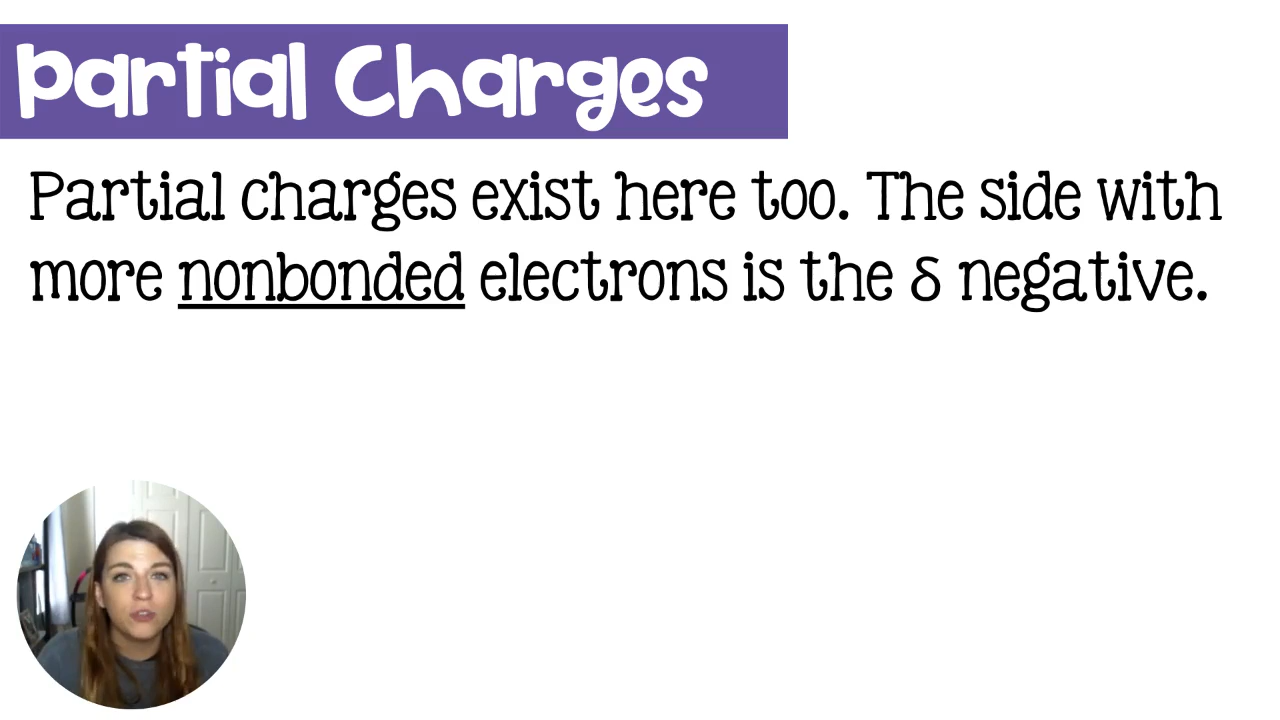 Partial Charges
Partial charges exist here too. The side with
more nonbonded electrons is the δ negative.